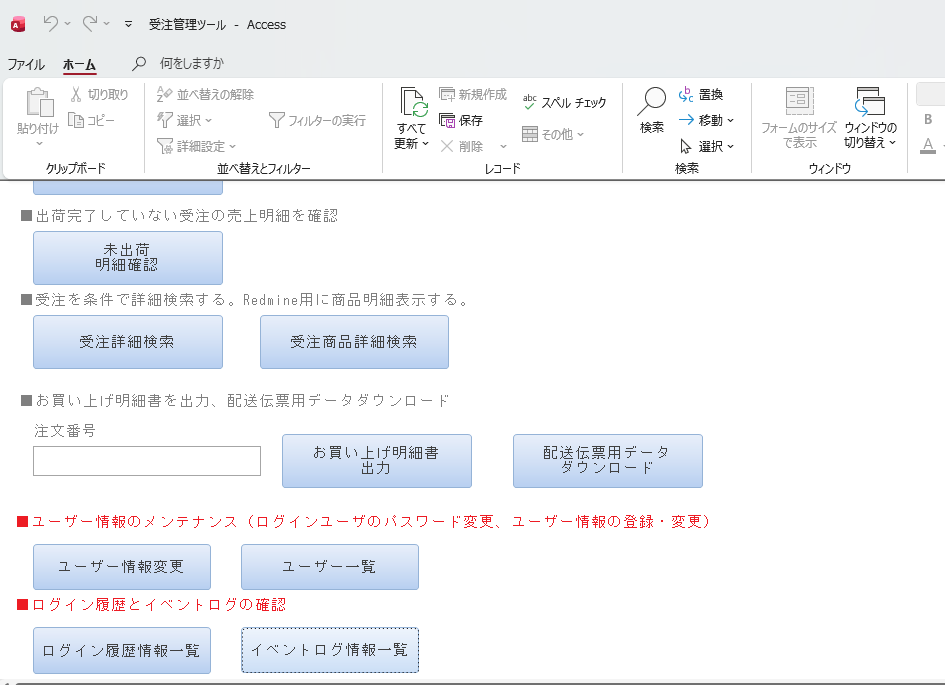 受注管理ツール - Access
ファイル ホーム 何をしますか
貼り付け
切り取り
コピー
クリップボード
並べ替えの解除
選択
詳細設定
フィルターの実行
並べ替えとフィルター
すべて
更新
新規作成
保存
削除
abc スペル チェック
その他
レコード
検索
置換
移動
選択
検索
フォームのサイズ
で表示
ウィンドウの
切り替え
ウィンドウ
B
A
■出荷完了していない受注の売上明細を確認
未出荷
明細確認
■受注を条件で詳細検索する。Redmine用に商品明細表示する。
受注詳細検索 受注商品詳細検索
■お買い上げ明細書を出力、配送伝票用データダウンロード
注文番号
お買い上げ明細書
出力
配送伝票用データ
ダウンロード
■ユーザー情報のメンテナンス（ログインユーザのパスワード変更、ユーザー情報の登録・変更）
ユーザー情報変更 ユーザー一覧
■ログイン履歴とイベントログの確認
ログイン履歴情報一覧 イベントログ情報一覧